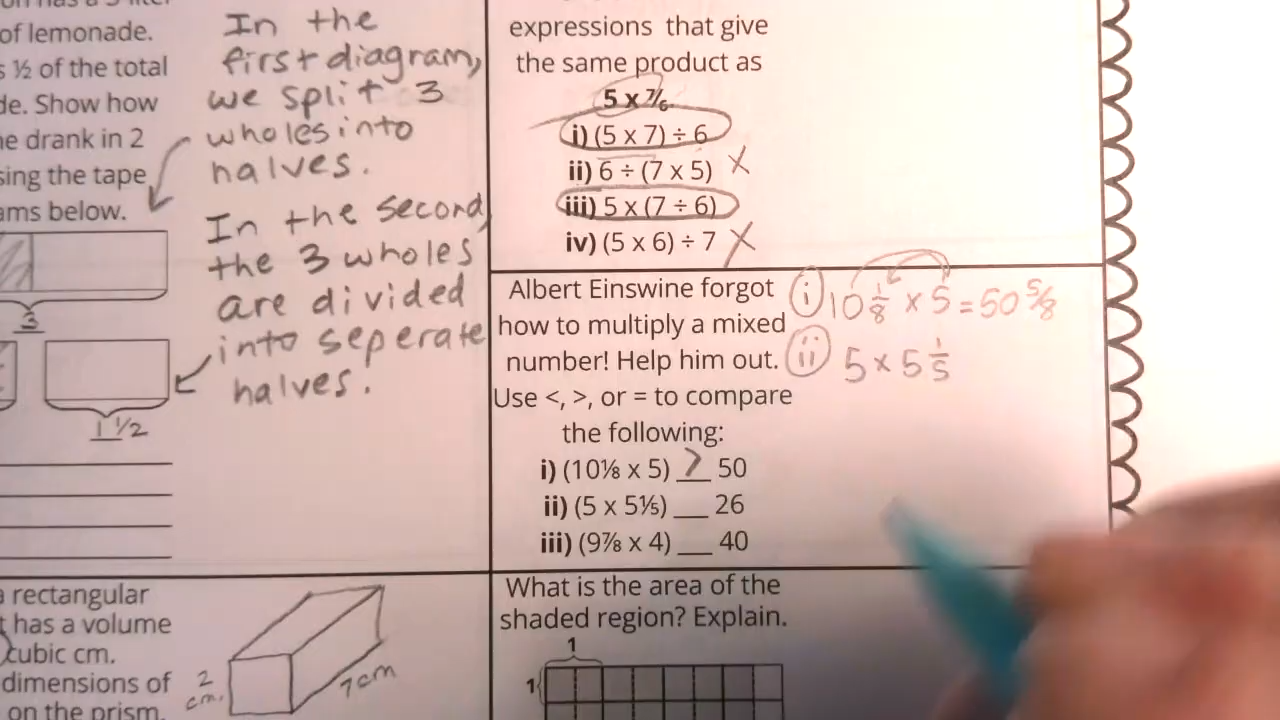 of lemonade.
s ½ of the total
de. Show how
he drank in 2
sing the tape
ams below.
3
1 1/2
In the
first diagram,
we split 3
wholes into
halves.
In the second,
the 3 wholes
are divided
into seperate
halves.
expressions that give
the same product as
5 x 7/6
i) (5 x 7) ÷ 6
ii) 6 ÷ (7 x 5) X
iii) 5 x (7 ÷ 6)
iv) (5 x 6) ÷ 7 X
Albert Einswine forgot
how to multiply a mixed
number! Help him out.
Use <, >, or = to compare
the following:
i) (10⅛ x 5) > 50
ii) (5 x 5⅕) __ 26
iii) (9⅞ x 4) __ 40
i 10 1/8 x 5 = 50 5/8
ii 5 x 5 1/5
a rectangular
t has a volume
cubic cm.
dimensions of
on the prism.
2
cm.
7cm
What is the area of the
shaded region? Explain.
1
1